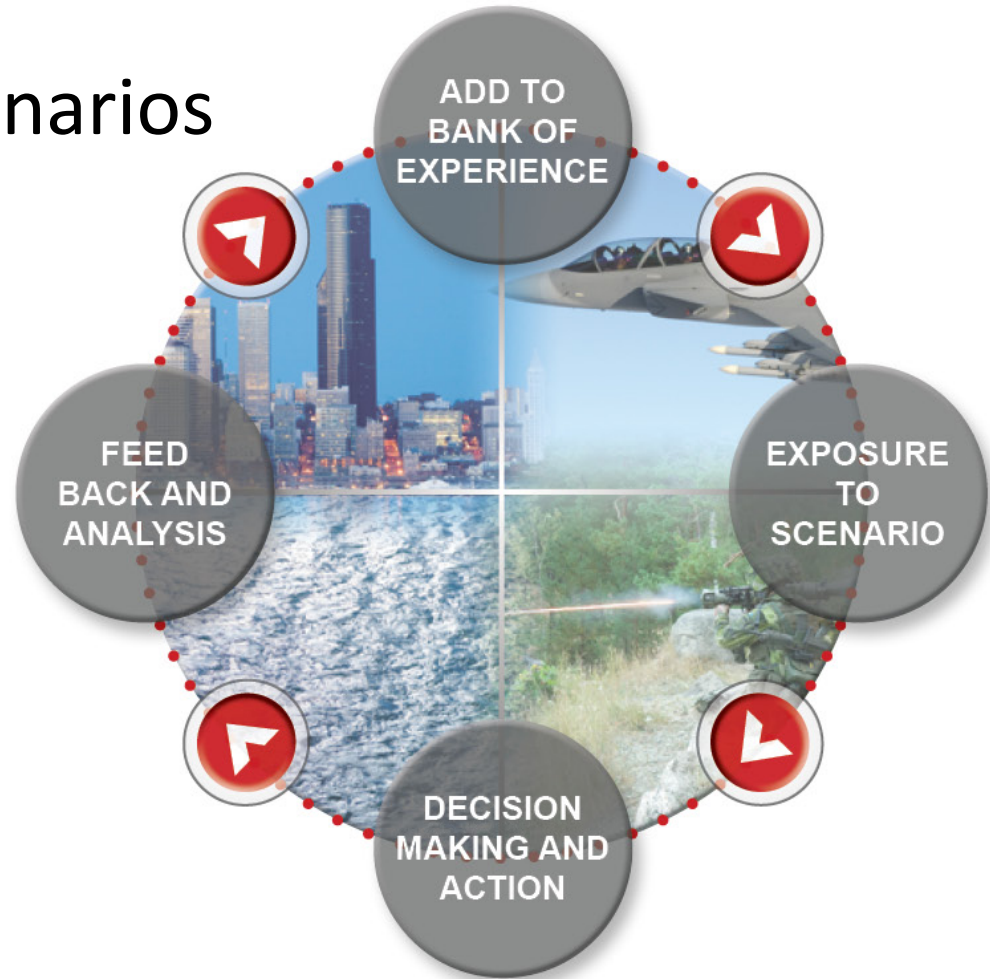 narios
ADD TO
BANK OF
EXPERIENCE
FEED
BACK AND
ANALYSIS
EXPOSURE
TO
SCENARIO
DECISION
MAKING AND
ACTION